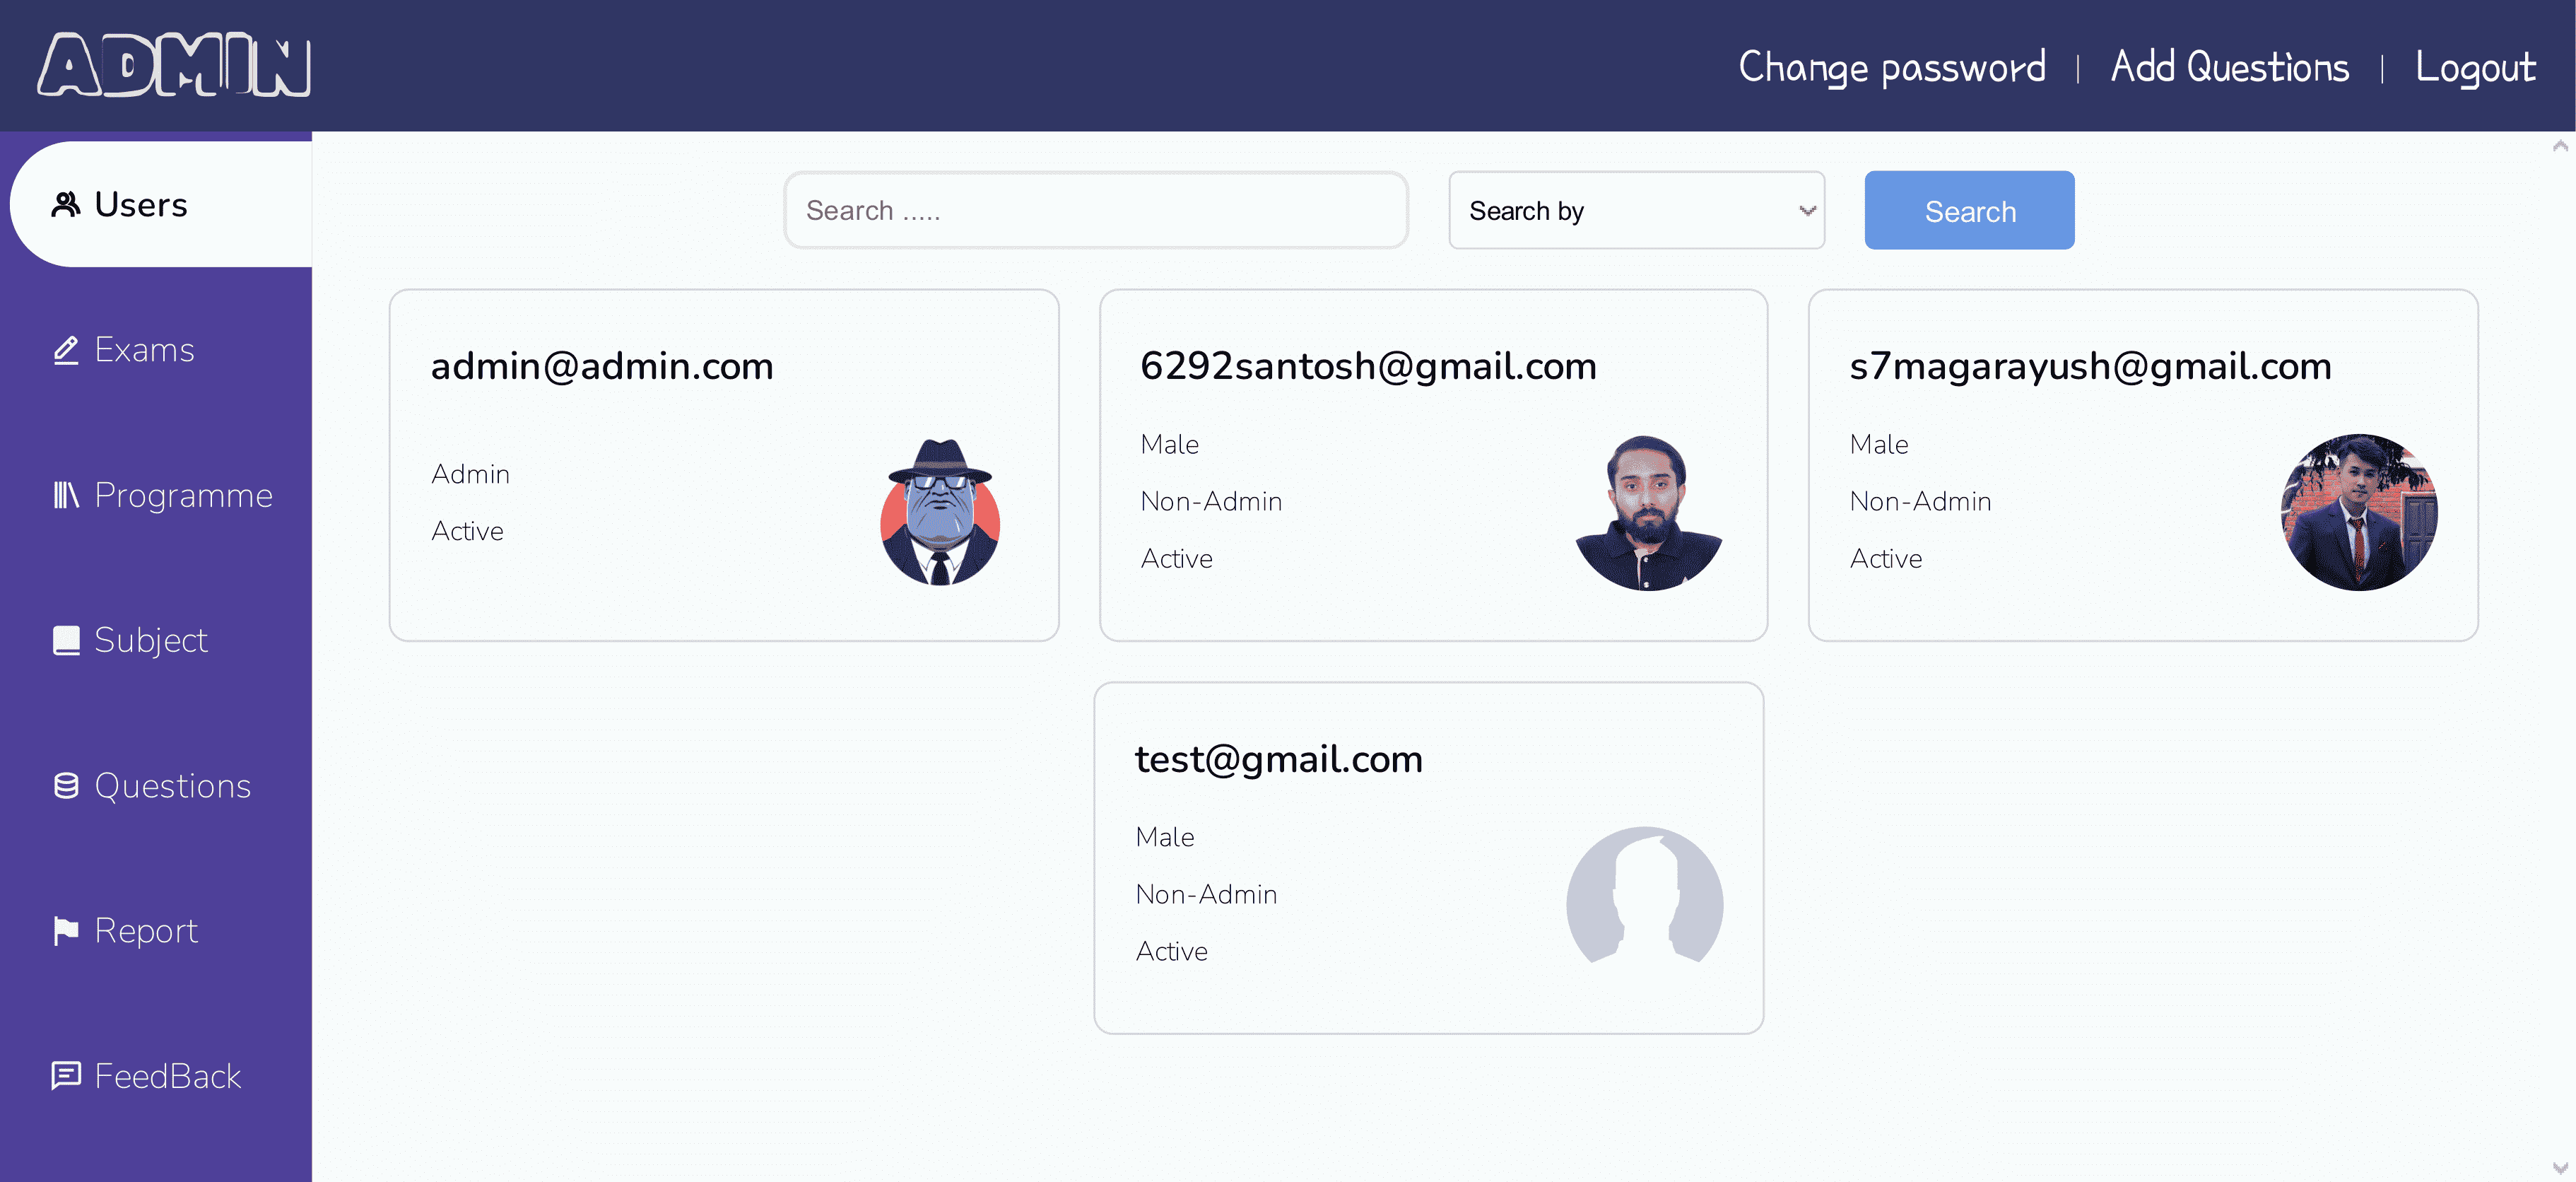 ADMIN
Change password | Add Questions | Logout
Users
Exams
Programme
Subject
Questions
Report
FeedBack
Search .....
Search by
Search
admin@admin.com
Admin
Active
6292santosh@gmail.com
Male
Non-Admin
Active
s7magarayush@gmail.com
Male
Non-Admin
Active
test@gmail.com
Male
Non-Admin
Active